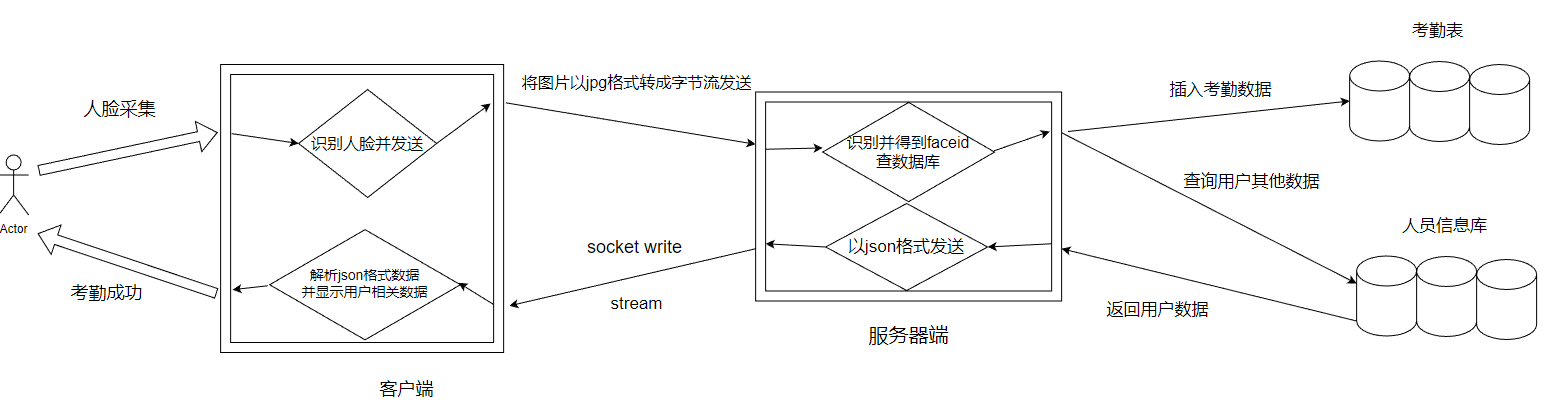 人脸采集
Actor
考勤成功
识别人脸并发送
解析json格式数据
并显示用户相关数据
客户端
将图片以jpg格式转成字节流发送
socket write
stream
识别并得到faceid
查数据库
以json格式发送
服务器端
插入考勤数据
查询用户其他数据
返回用户数据
考勤表
人员信息库